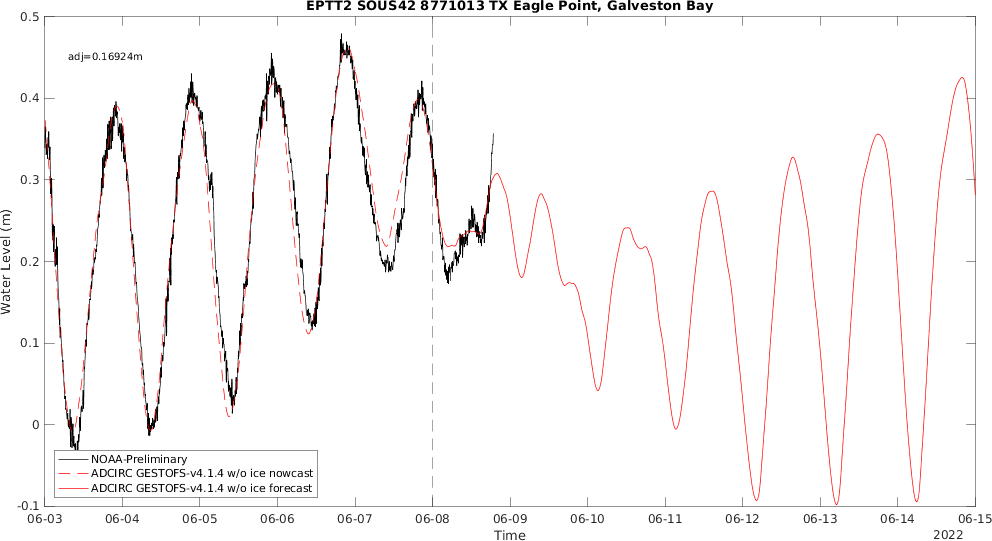 EPTT2 SOUS42 8771013 TX Eagle Point, Galveston Bay
adj=0.16924m
0.5
0.4
0.3
0.2
0.1
0
-0.1
Water Level (m)
NOAA-Preliminary
ADCIRC GESTOFS-v4.1.4 w/o ice nowcast
ADCIRC GESTOFS-v4.1.4 w/o ice forecast
06-03 06-04 06-05 06-06 06-07 06-08 06-09 06-10 06-11 06-12 06-13 06-14 06-15
Time
2022